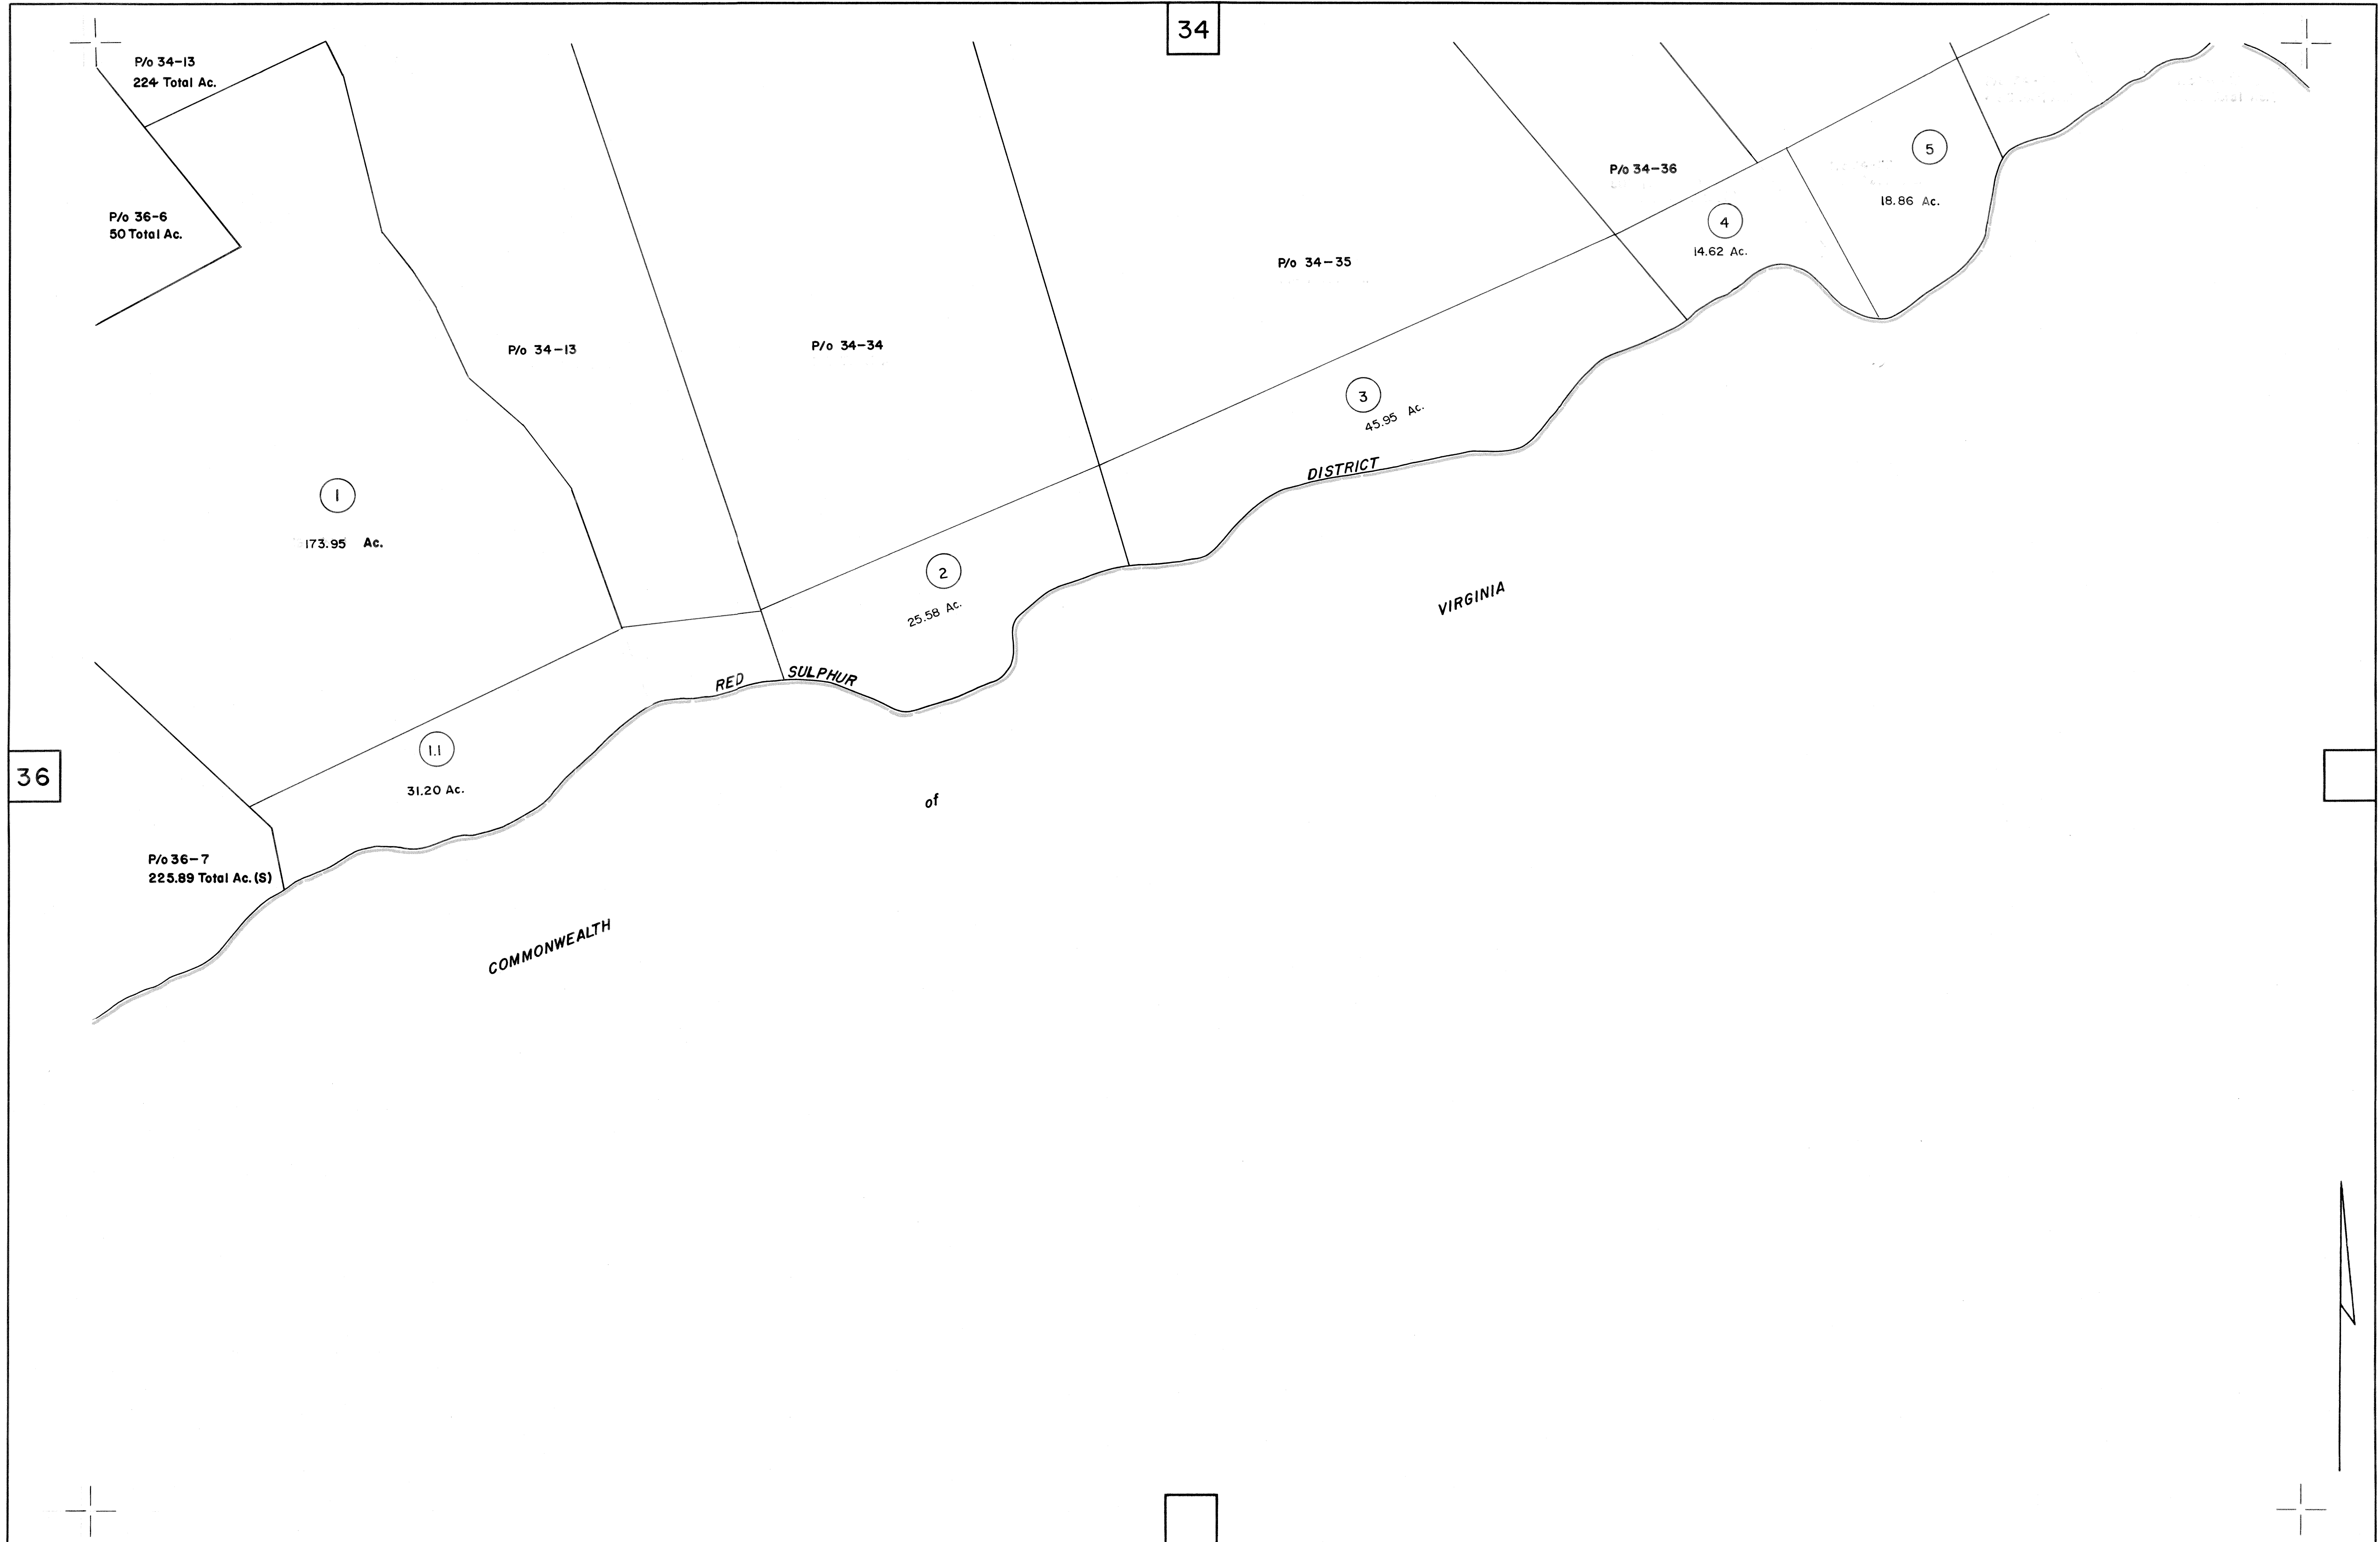 34
P/o 34-13
224 Total Ac.
P/o 36-6
50 Total Ac.
5
18.86 Ac.
P/o 34-36
4
14.62 Ac.
P/o 34-35
P/o 34-13
P/o 34-34
3
45.95 Ac.
DISTRICT
1
173.95 Ac.
2
25.58 Ac.
VIRGINIA
RED SULPHUR
1.1
31.20 Ac.
36
of
P/o 36-7
225.89 Total Ac. (S)
COMMONWEALTH